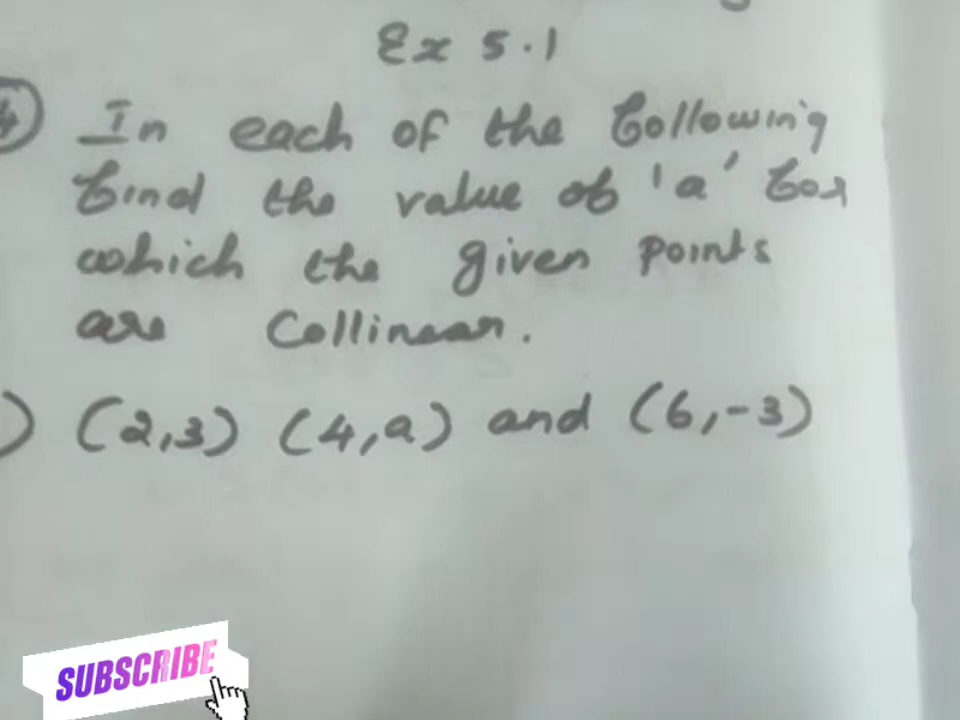 Ex 5.1
4) In each of the following
find the value of 'a' for
which the given points
are Collinear.
) (2,3) (4,a) and (6,-3)
SUBSCRIBE